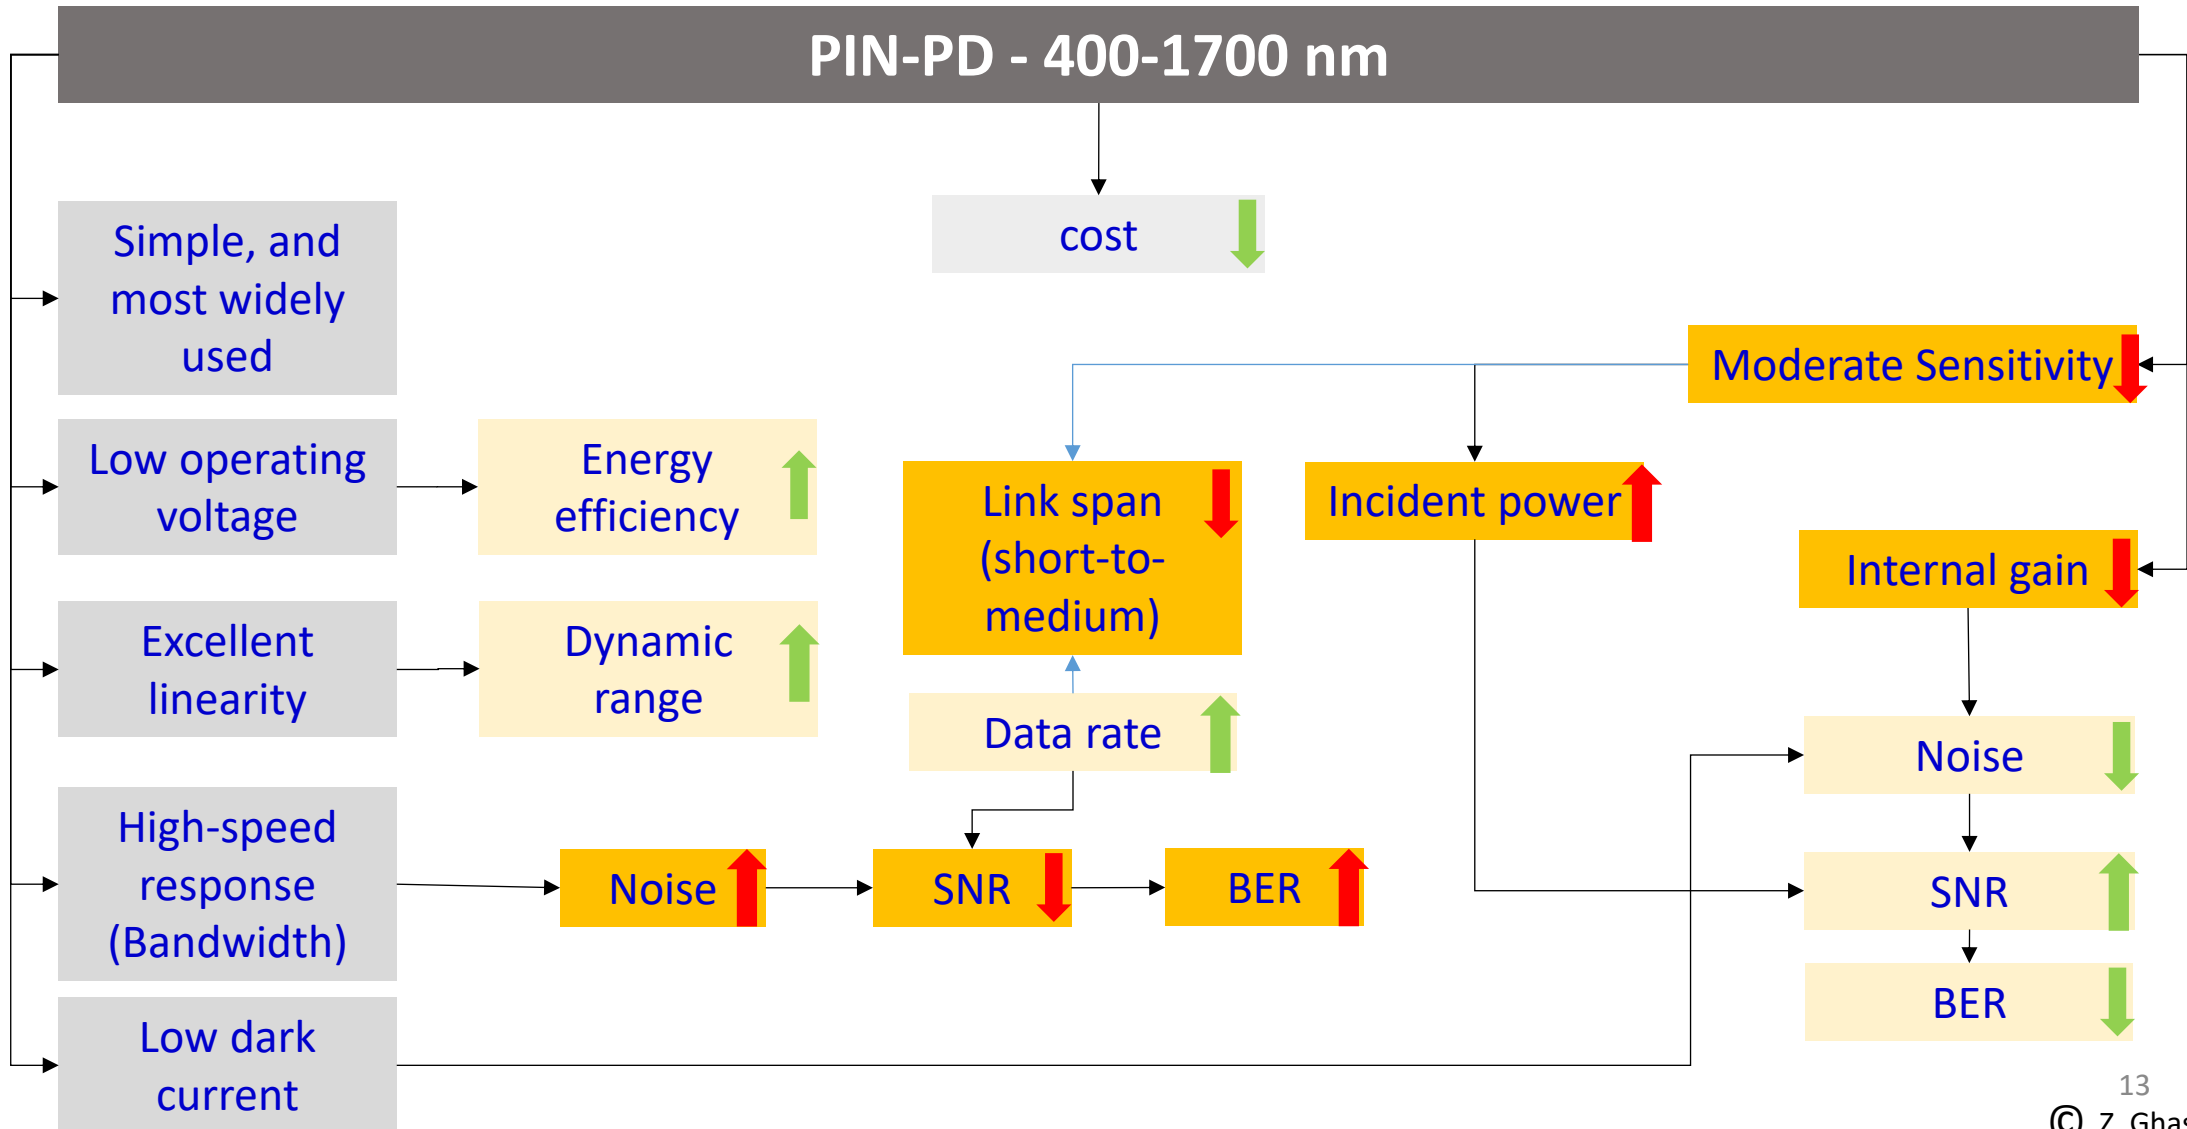 PIN-PD - 400-1700 nm
cost
Simple, and
most widely
used
Moderate Sensitivity
Low operating
voltage
Energy
efficiency
Link span
(short-to-
medium)
Incident power
Internal gain
Excellent
linearity
Dynamic
range
Data rate
Noise
High-speed
response
(Bandwidth)
Noise
SNR
BER
SNR
BER
Low dark
current
13
© Z. Ghas